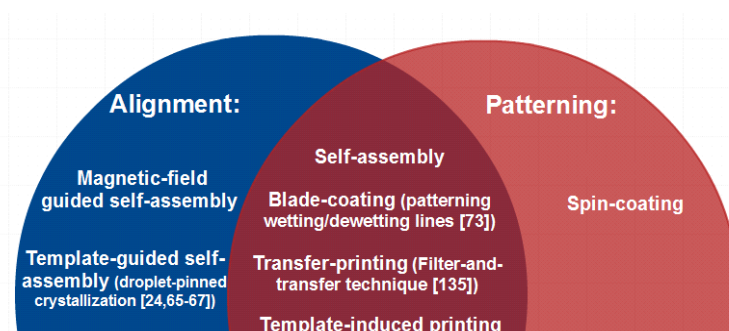 Alignment:
Patterning:
Magnetic-field
guided self-assembly
Template-guided self-
assembly (droplet-pinned
crystallization [24,65-67])
Self-assembly
Blade-coating (patterning
wetting/dewetting lines [73])
Transfer-printing (Filter-and-
transfer technique [135])
Template-induced printing
Spin-coating